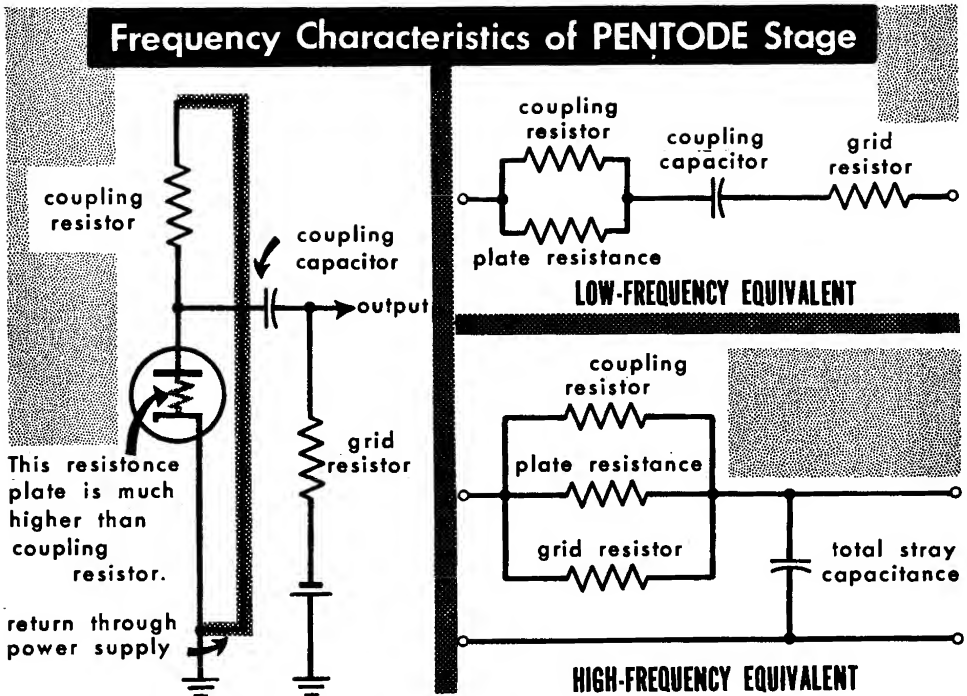 Frequency Characteristics of PENTODE Stage
coupling
resistor
coupling
capacitor
output
grid
resistor
This resistonce
plate is much
higher than
coupling
resistor.
return through
power supply
coupling
resistor
coupling
capacitor
grid
resistor
plate resistance
LOW-FREQUENCY EQUIVALENT
coupling
resistor
plate resistance
grid resistor
total stray
capacitance
HIGH-FREQUENCY EQUIVALENT